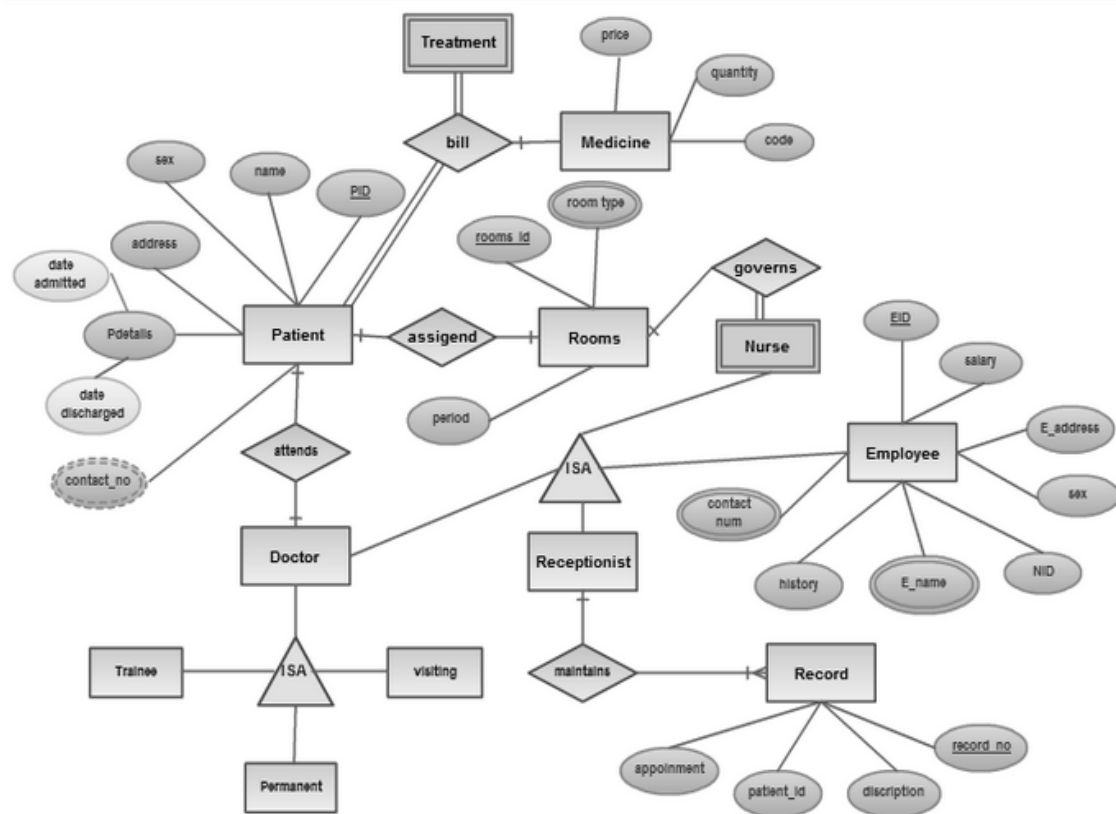 Treatment
price
quantity
bill
Medicine
code
sex
name
PID
room type
rooms_id
address
governs
date
admitted
Pdetails
Patient
assigend
Rooms
Nurse
EID
salary
date
discharged
period
E_address
attends
ISA
Employee
contact_no
contact
num
sex
Doctor
Receptionist
history
E_name
NID
Trainee
ISA
visiting
maintains
Record
appoinment
record_no
Permanent
patient_id
discription